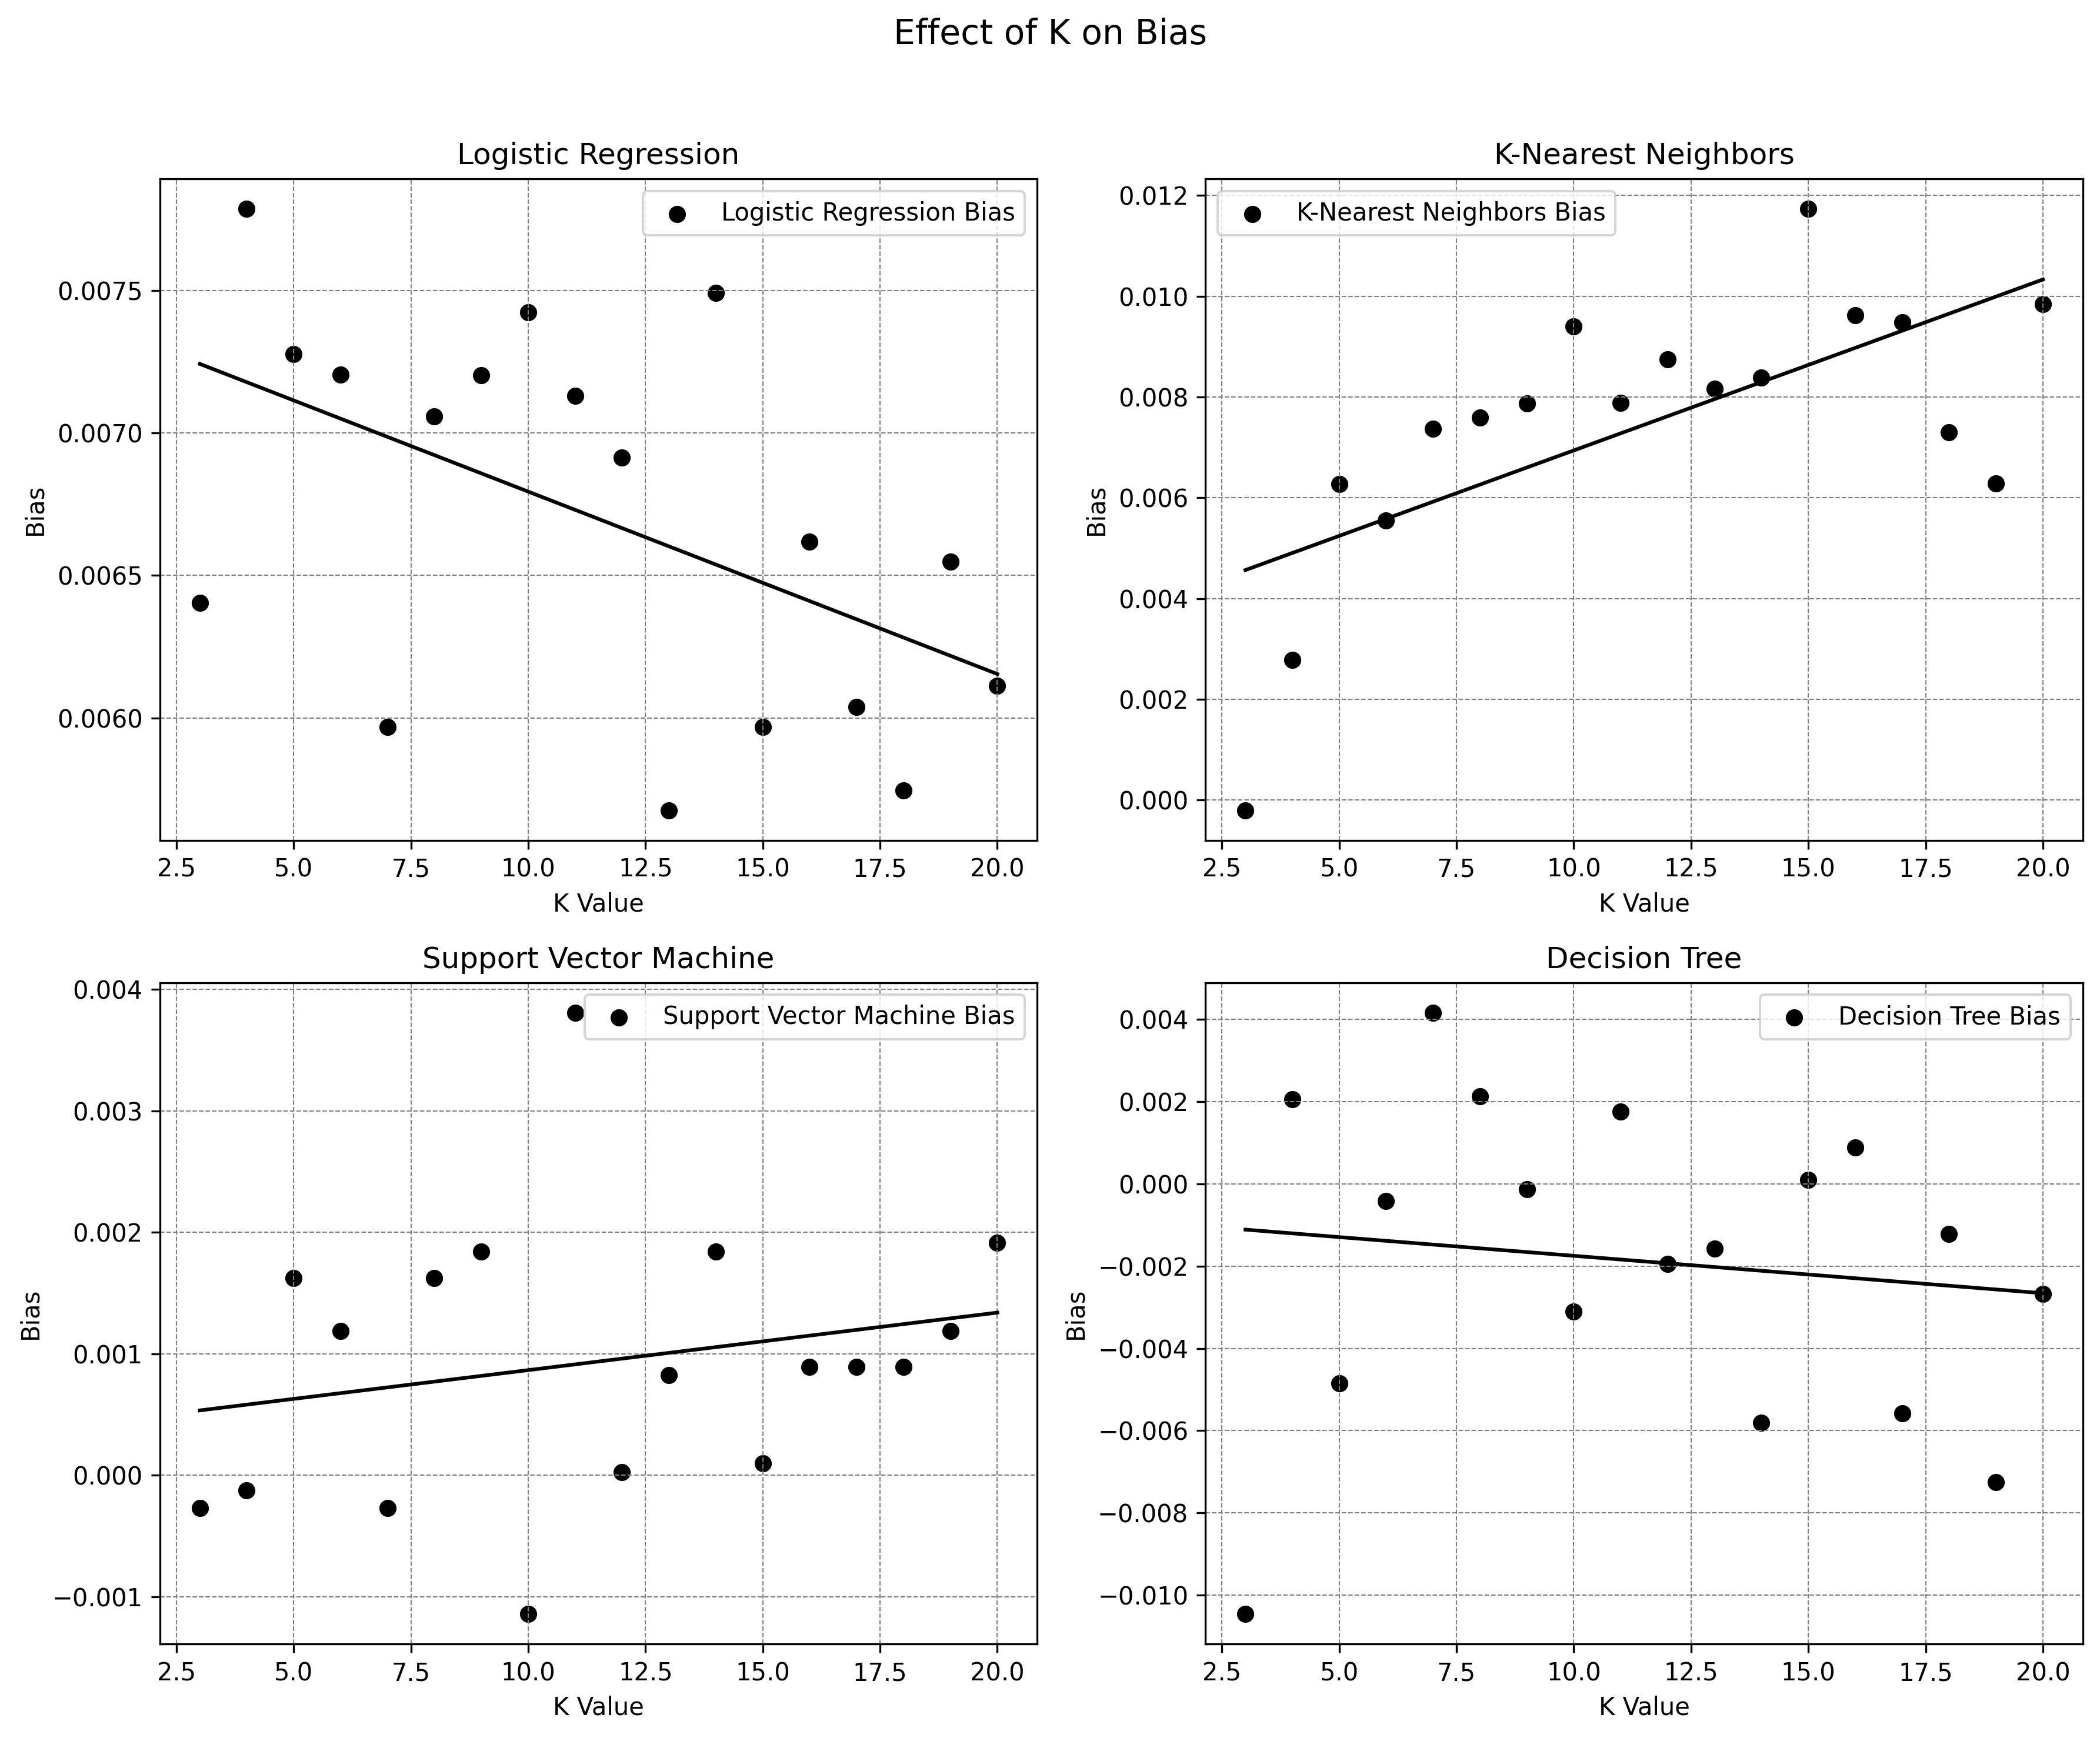 Effect of K on Bias
Logistic Regression
Logistic Regression Bias
0.0075
0.0070
0.0065
0.0060
Bias
2.5 5.0 7.5 10.0 12.5 15.0 17.5 20.0
K Value
K-Nearest Neighbors
K-Nearest Neighbors Bias
0.012
0.010
0.008
0.006
0.004
0.002
0.000
Bias
2.5 5.0 7.5 10.0 12.5 15.0 17.5 20.0
K Value
Support Vector Machine
Support Vector Machine Bias
0.004
0.003
0.002
0.001
0.000
−0.001
Bias
2.5 5.0 7.5 10.0 12.5 15.0 17.5 20.0
K Value
Decision Tree
Decision Tree Bias
0.004
0.002
0.000
−0.002
−0.004
−0.006
−0.008
−0.010
Bias
2.5 5.0 7.5 10.0 12.5 15.0 17.5 20.0
K Value